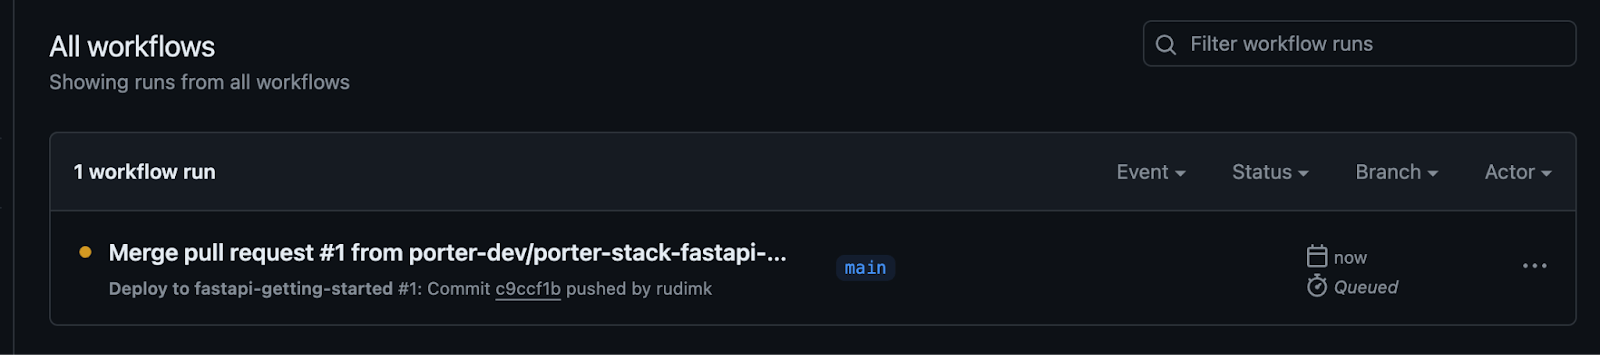 All workflows
Showing runs from all workflows
Filter workflow runs
1 workflow run
Event
Status
Branch
Actor
Merge pull request #1 from porter-dev/porter-stack-fastapi-...
main
now
Deploy to fastapi-getting-started #1: Commit c9ccf1b pushed by rudimk
Queued